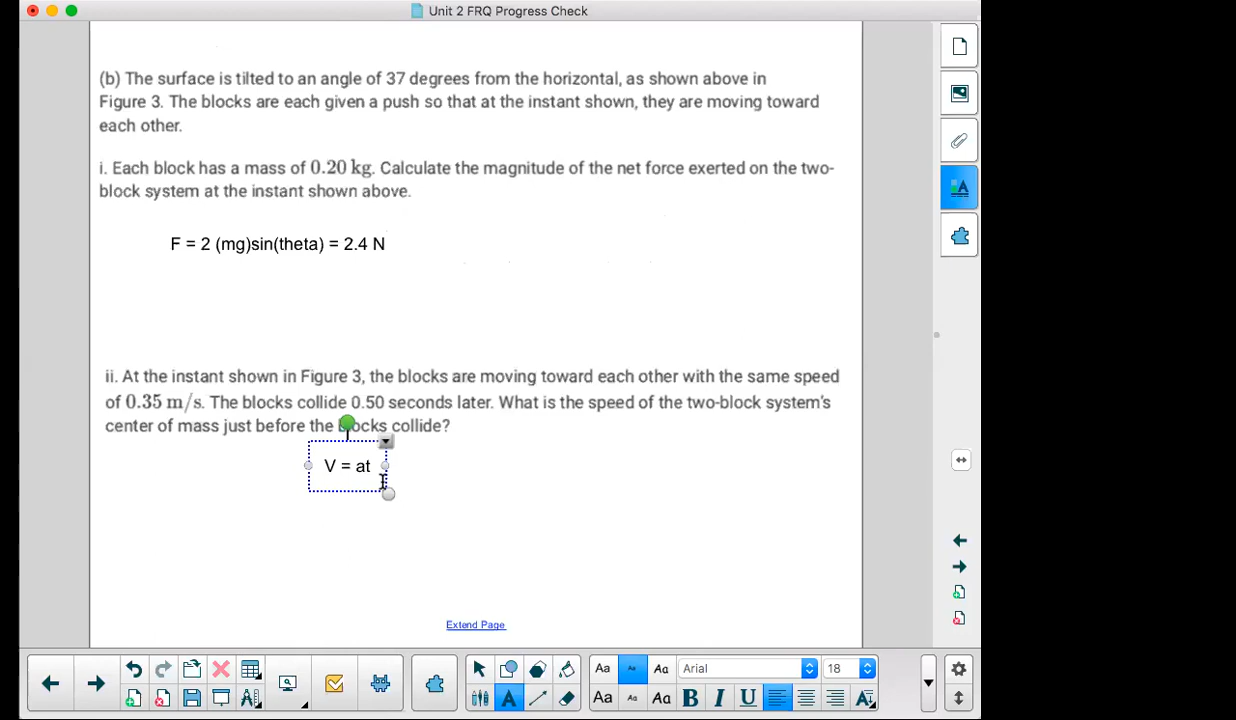 Unit 2 FRQ Progress Check
(b) The surface is tilted to an angle of 37 degrees from the horizontal, as shown above in
Figure 3. The blocks are each given a push so that at the instant shown, they are moving toward
each other.
i. Each block has a mass of 0.20 kg. Calculate the magnitude of the net force exerted on the two-
block system at the instant shown above.
F = 2 (mg)sin(theta) = 2.4 N
ii. At the instant shown in Figure 3, the blocks are moving toward each other with the same speed
of 0.35 m/s. The blocks collide 0.50 seconds later. What is the speed of the two-block system's
center of mass just before the blocks collide?
V = at
Extend Page
Aa Aa Aa Arial 18
A Aa Aa Aa B I U A